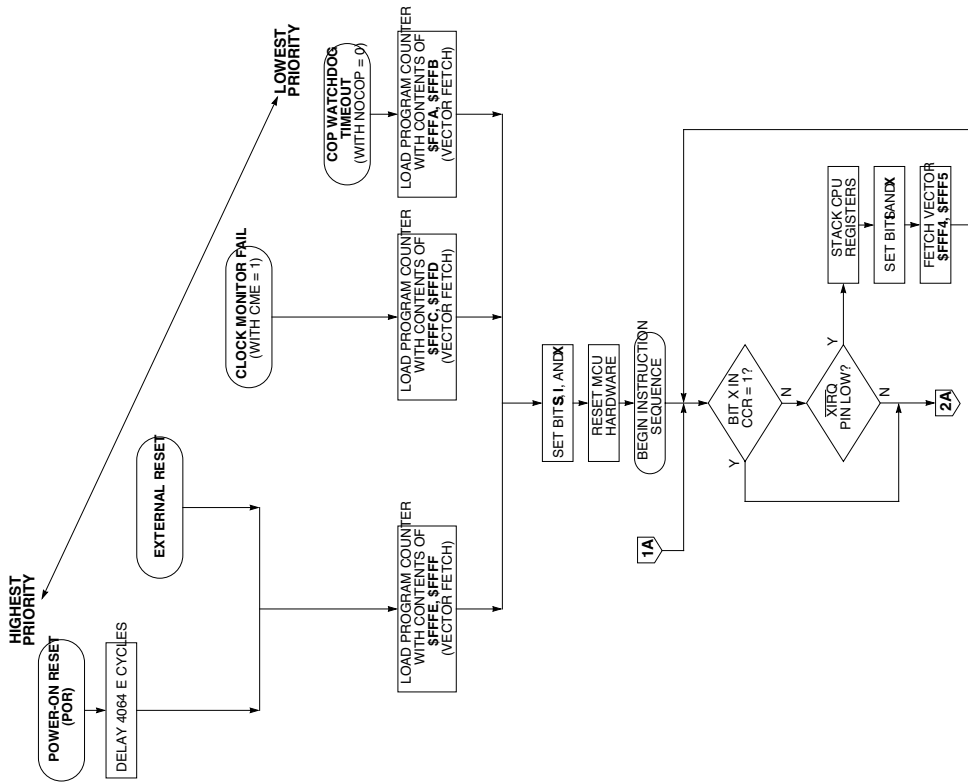 HIGHEST
PRIORITY
LOWEST
PRIORITY
POWER-ON RESET
(POR)
DELAY 4064 E CYCLES
EXTERNAL RESET
CLOCK MONITOR FAIL
(WITH CME = 1)
COP WATCHDOG
TIMEOUT
(WITH NOCOP = 0)
LOAD PROGRAM COUNTER
WITH CONTENTS OF
$FFFE, $FFFF
(VECTOR FETCH)
LOAD PROGRAM COUNTER
WITH CONTENTS OF
$FFFC, $FFFD
(VECTOR FETCH)
LOAD PROGRAM COUNTER
WITH CONTENTS OF
$FFFA, $FFFB
(VECTOR FETCH)
SET BITS S, I, AND X
RESET MCU
HARDWARE
BEGIN INSTRUCTION
SEQUENCE
1A
BIT X IN
CCR = 1?
Y
N
XIRQ
PIN LOW?
Y
N
STACK CPU
REGISTERS
SET BITS S AND X
FETCH VECTOR
$FFF4, $FFF5
2A